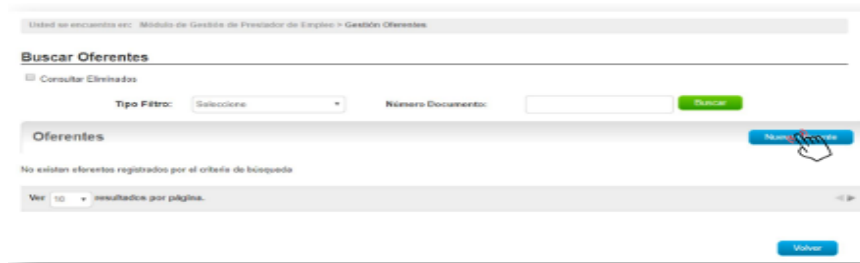 Usted se encuentra en: Módulo de Gestión de Prestador de Empleo > Gestión Oferentes
Buscar Oferentes
Consultar Eliminados
Tipo Filtro: Seleccione Número Documento: Buscar
Oferentes
No existen oferentes registrados por el criterio de búsqueda
Ver 10 resultados por página.
Volver